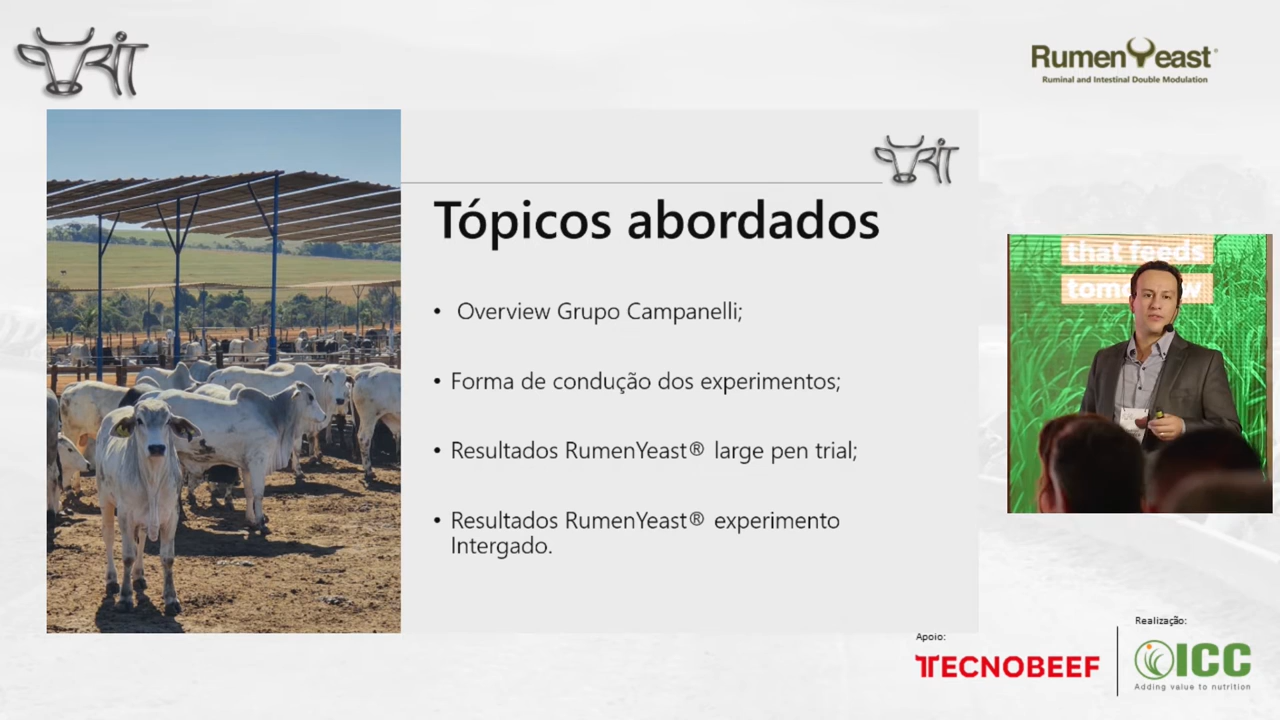 RumenYeast®
Ruminal and Intestinal Double Modulation
Tópicos abordados
• Overview Grupo Campanelli;
• Forma de condução dos experimentos;
• Resultados RumenYeast® large pen trial;
• Resultados RumenYeast® experimento
Intergado.
that feeds
Apoio:
TECNOBEEF
Realização:
ICC
Adding value to nutrition